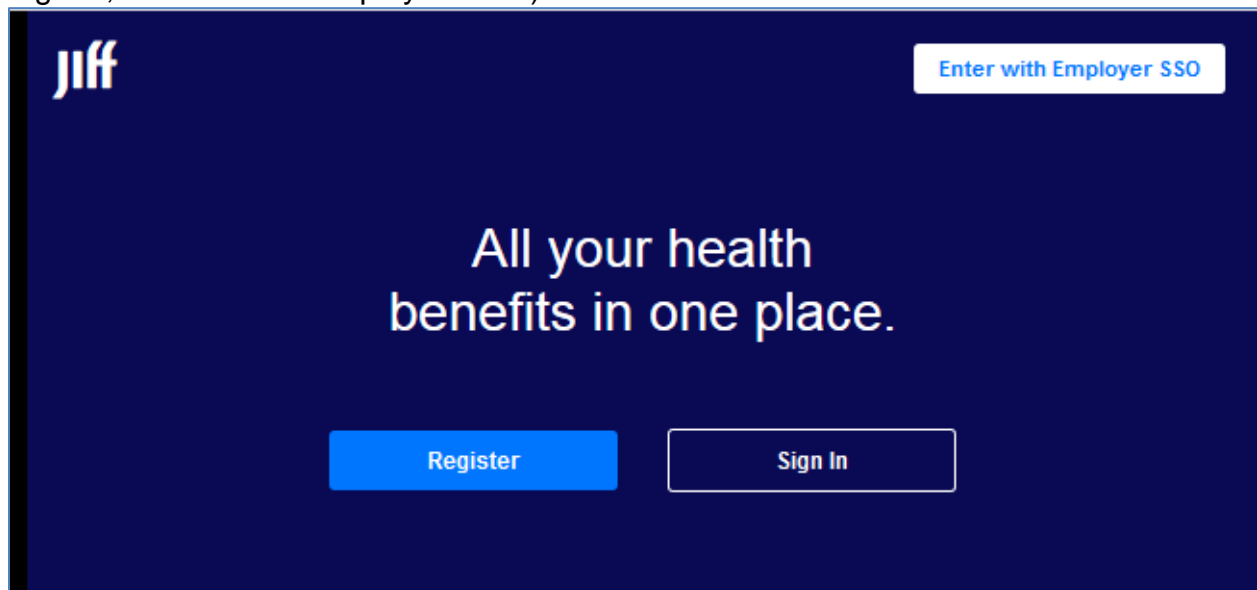 JIff
Enter with Employer SSO
All your health
benefits in one place.
Register
Sign In